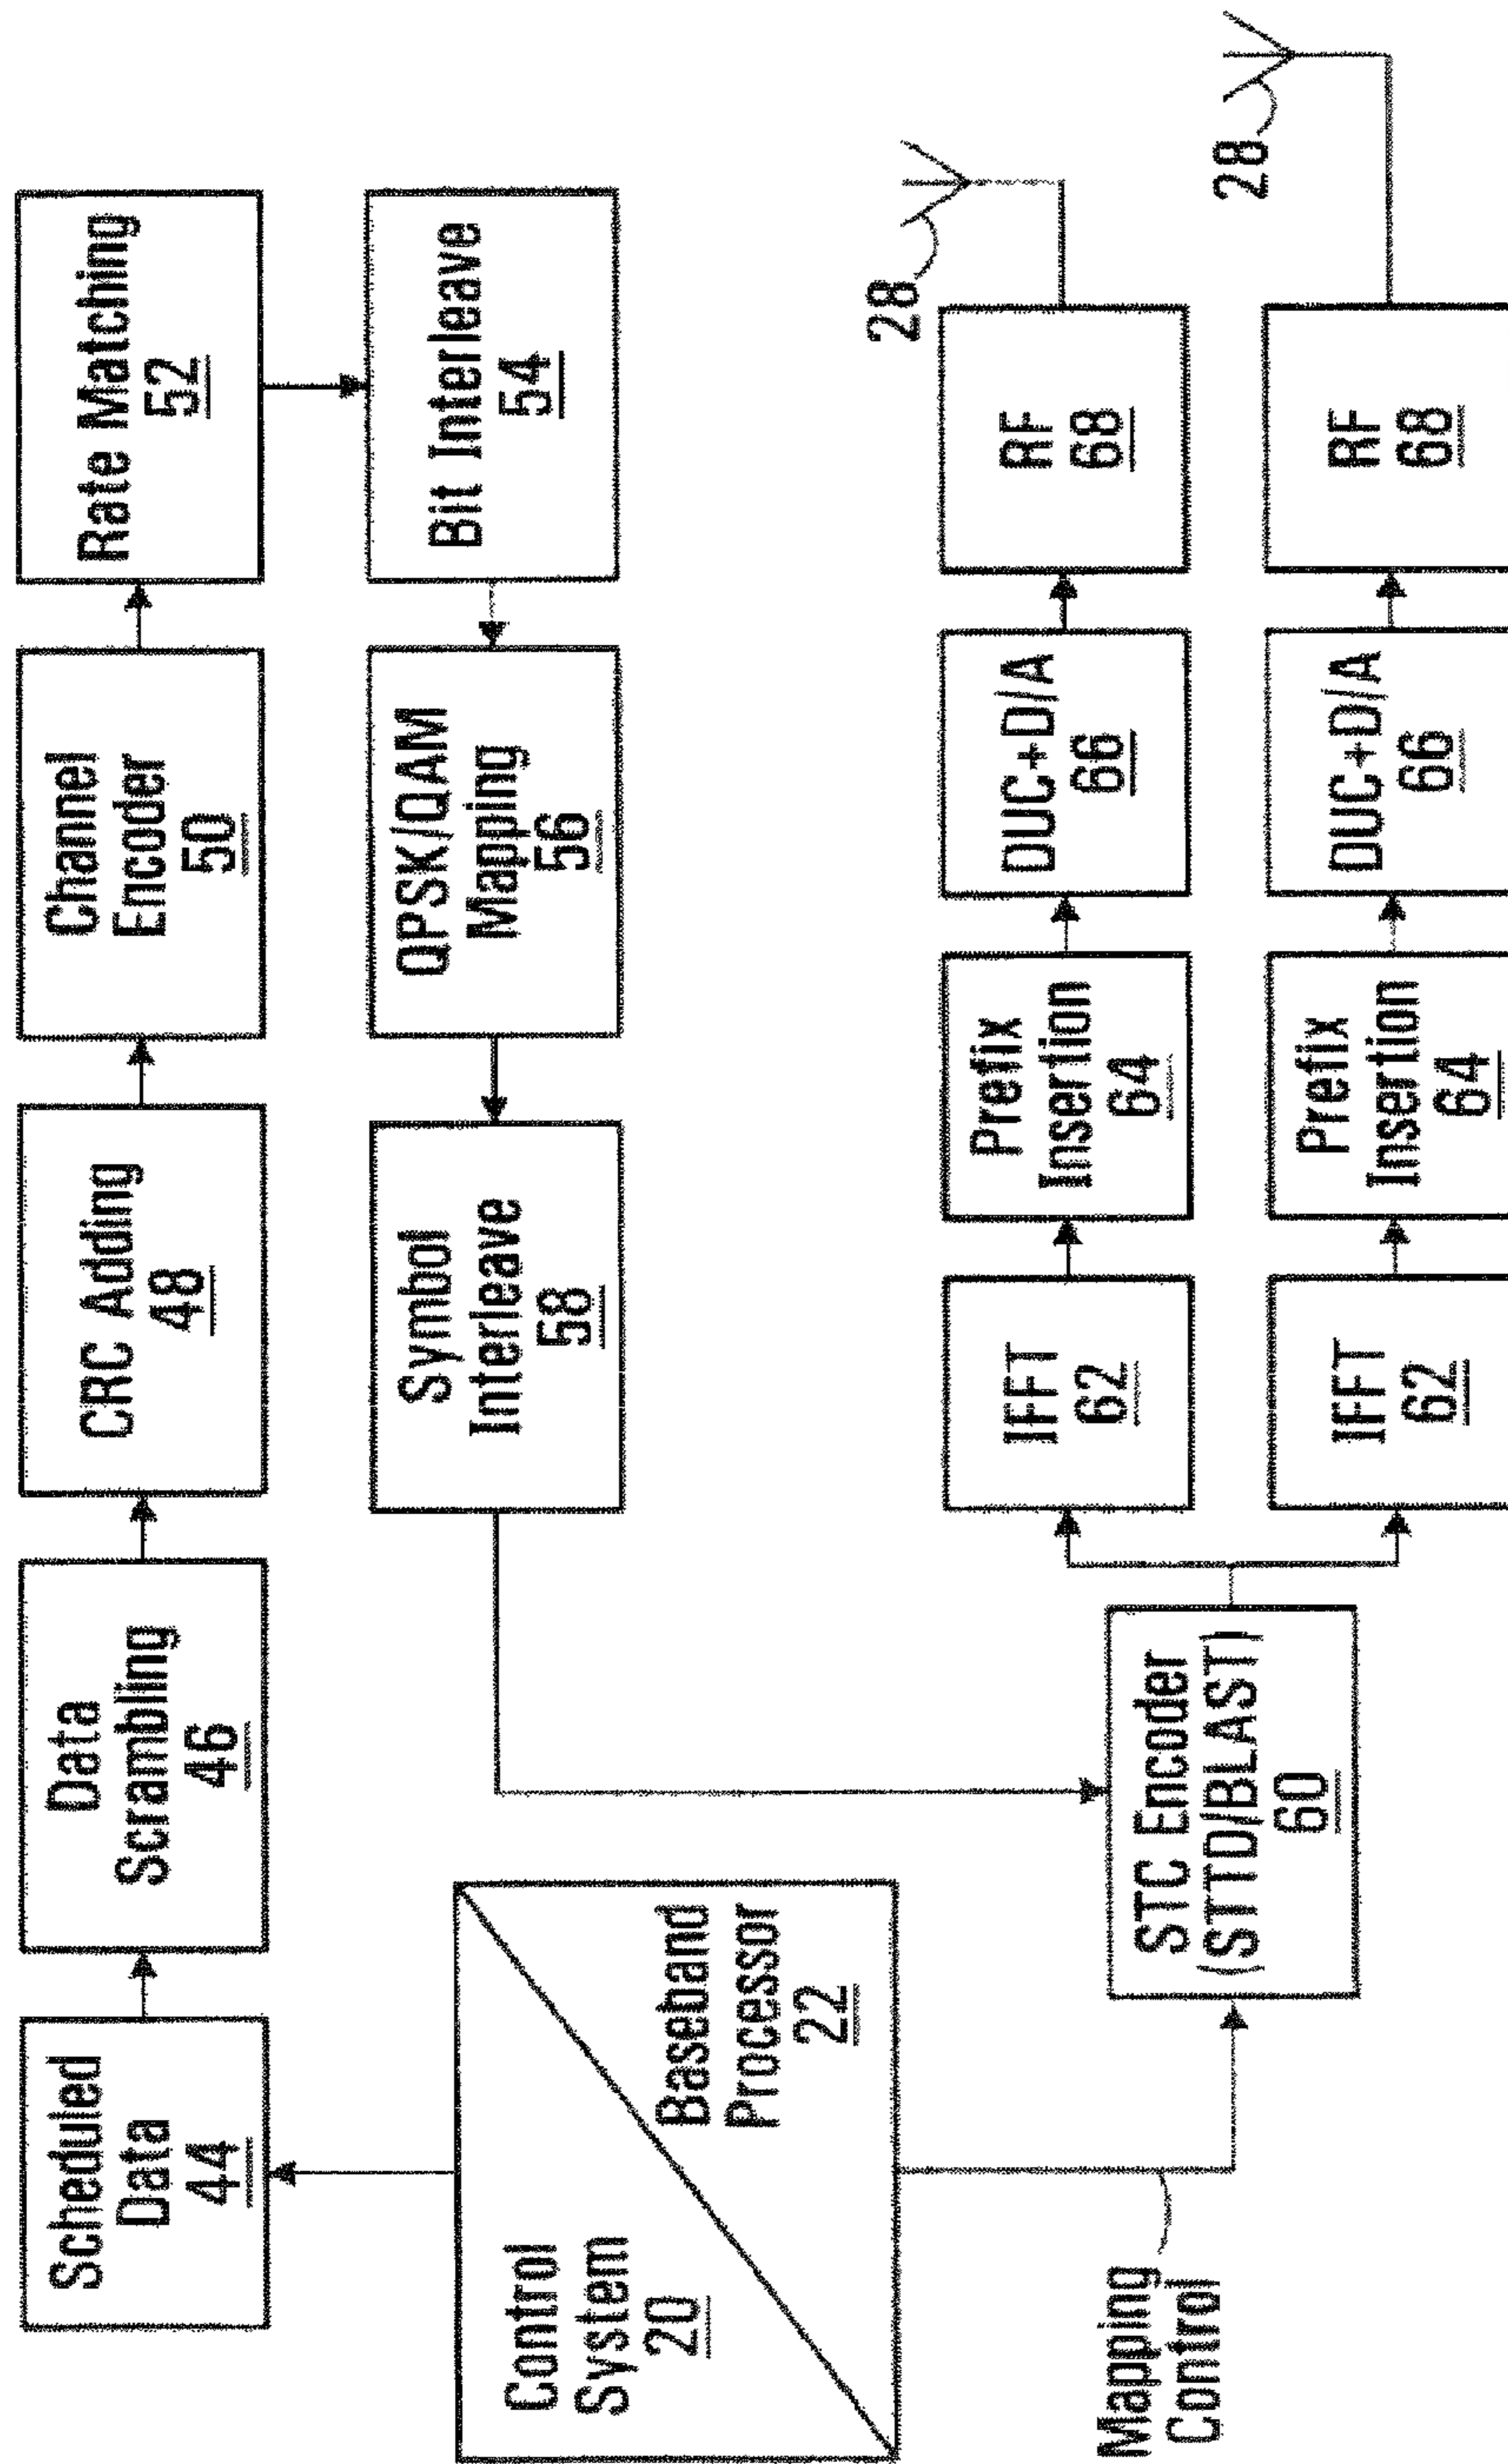 Scheduled
Data
44
Data
Scrambling
46
CRC Adding
48
Channel
Encoder
50
Rate Matching
52
Control
System
20
Baseband
Processor
22
Symbol
Interleave
58
QPSK/QAM
Mapping
56
Bit Interleave
54
Mapping
Control
STC Encoder
(STTD/BLAST)
60
IFFT
62
Prefix
Insertion
64
DUC+D/A
66
RF
68
28
IFFT
62
Prefix
Insertion
64
DUC+D/A
66
RF
68
28